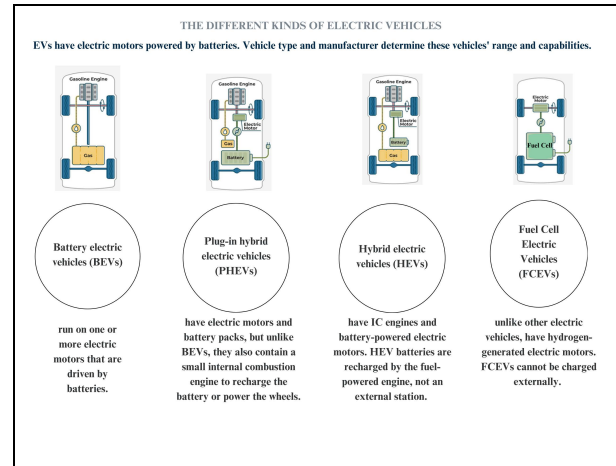 THE DIFFERENT KINDS OF ELECTRIC VEHICLES
EVs have electric motors powered by batteries. Vehicle type and manufacturer determine these vehicles' range and capabilities.
Gasoline Engine
Gas
Gasoline Engine
Electric
Motor
Gas
Battery
Gasoline Engine
Electric
Motor
Battery
Gas
Electric
Motor
Fuel Cell
Battery electric
vehicles (BEVs)
Plug-in hybrid
electric vehicles
(PHEVs)
Hybrid electric
vehicles (HEVs)
Fuel Cell
Electric
Vehicles
(FCEVs)
run on one or
more electric
motors that are
driven by
batteries.
have electric motors and
battery packs, but unlike
BEVs, they also contain a
small internal combustion
engine to recharge the
battery or power the wheels.
have IC engines and
battery-powered electric
motors. HEV batteries are
recharged by the fuel-
powered engine, not an
external station.
unlike other electric
vehicles, have hydrogen-
generated electric motors.
FCEVs cannot be charged
externally.